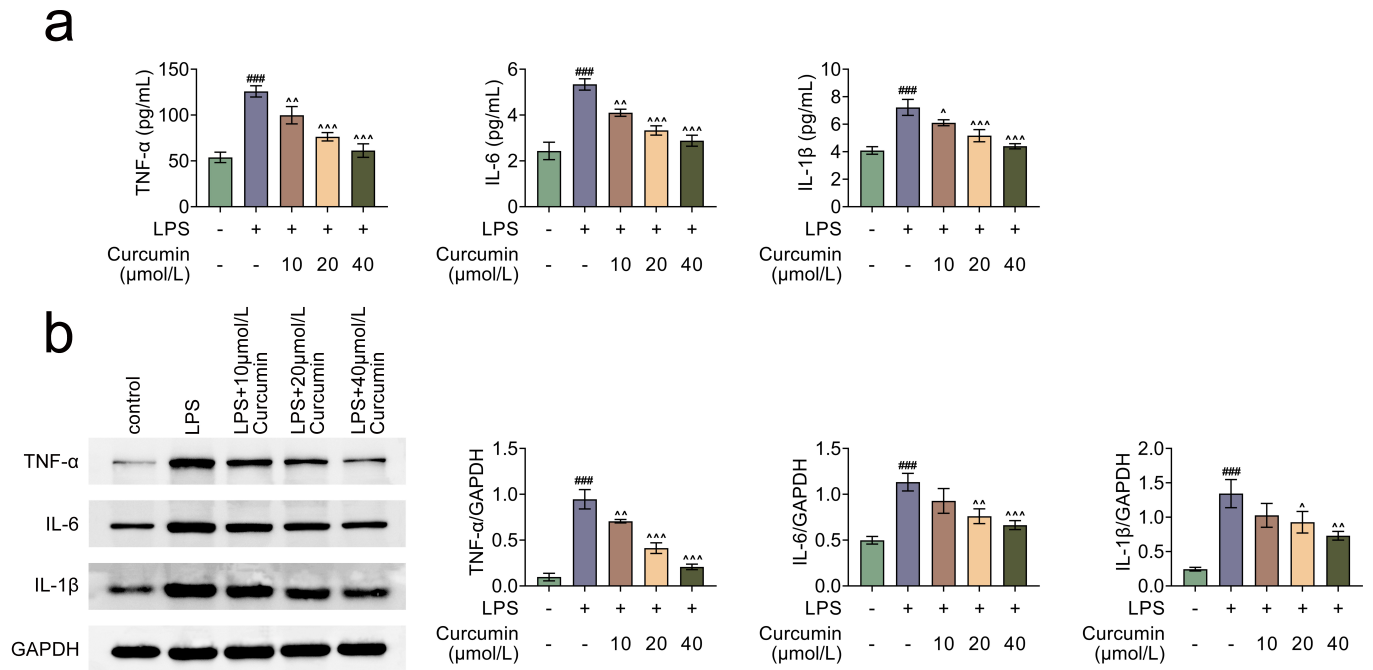 a
TNF-α (pg/mL)
150
100
50
0
###
^^
^^^
^^^
LPS - + + + +
Curcumin
(μmol/L) - - 10 20 40
IL-6 (pg/mL)
6
4
2
0
###
^^
^^^
^^^
LPS - + + + +
Curcumin
(μmol/L) - - 10 20 40
IL-1β (pg/mL)
10
8
6
4
2
0
###
^
^^^
^^^
LPS - + + + +
Curcumin
(μmol/L) - - 10 20 40
b
control
LPS
LPS+10μmol/L
Curcumin
LPS+20μmol/L
Curcumin
LPS+40μmol/L
Curcumin
TNF-α
IL-6
IL-1β
GAPDH
TNF-α/GAPDH
1.5
1.0
0.5
0.0
###
^^
^^^
^^^
LPS - + + + +
Curcumin
(μmol/L) - - 10 20 40
IL-6/GAPDH
1.5
1.0
0.5
0.0
###
^^
^^^
LPS - + + + +
Curcumin
(μmol/L) - - 10 20 40
IL-1β/GAPDH
2.0
1.5
1.0
0.5
0.0
###
^
^^
LPS - + + + +
Curcumin
(μmol/L) - - 10 20 40